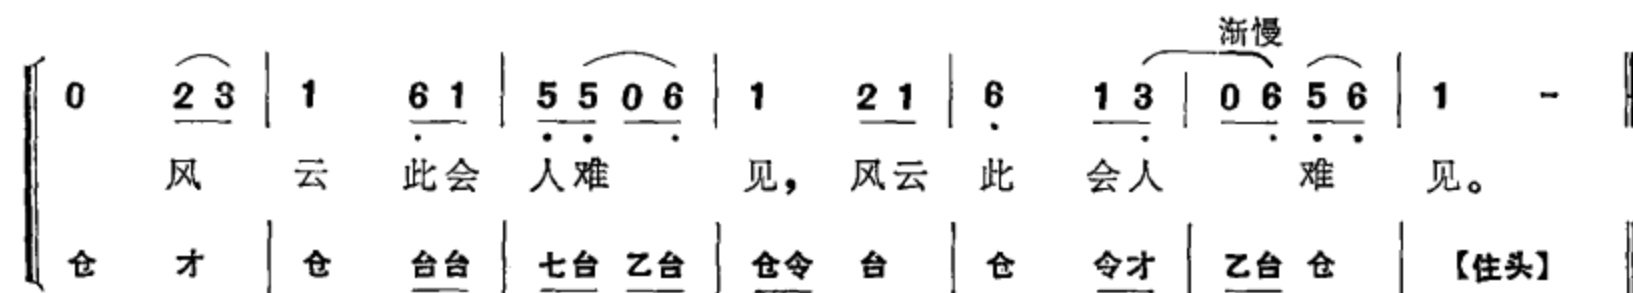 渐慢
0 2 3 | 1 6 1 | 5 5 0 6 | 1 2 1 | 6 1 3 | 0 6 5 6 | 1 -
风 云 此会 人难 见，风云 此 会人 难 见。
仓 才 | 仓 台台 | 七台 乙台 | 仓令 台 | 仓 令才 | 乙台 仓 | 【住头】